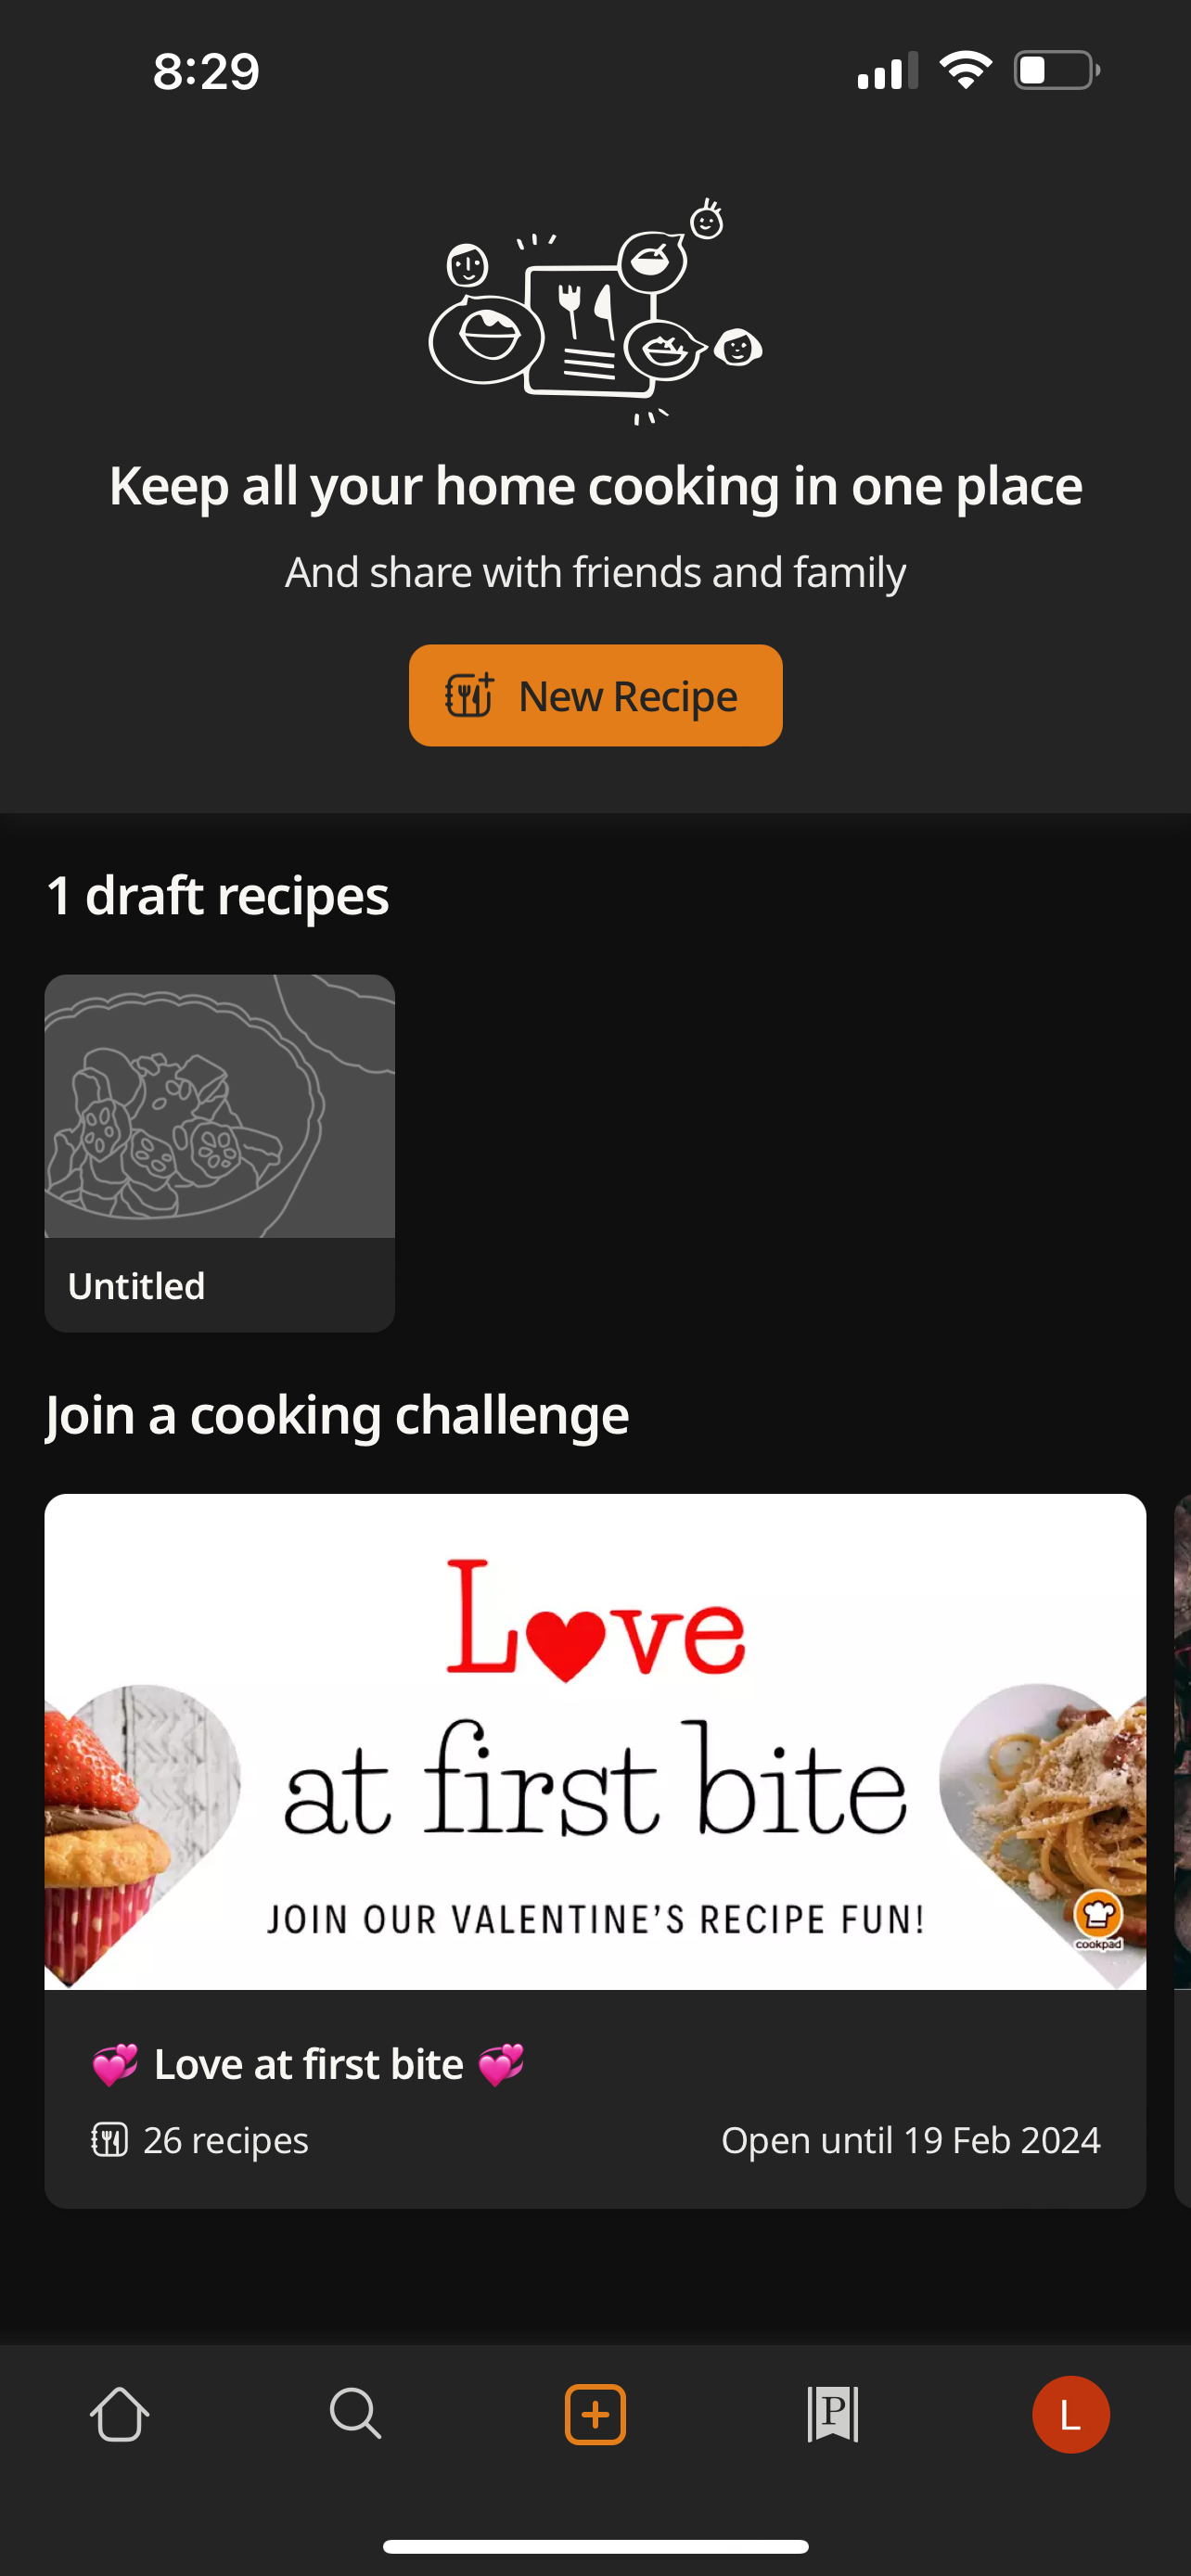 8:29
Keep all your home cooking in one place
And share with friends and family
New Recipe
1 draft recipes
Untitled
Join a cooking challenge
L❤ve
at first bite
JOIN OUR VALENTINE'S RECIPE FUN!
cookpad
💞 Love at first bite 💞
26 recipes
Open until 19 Feb 2024
P
L